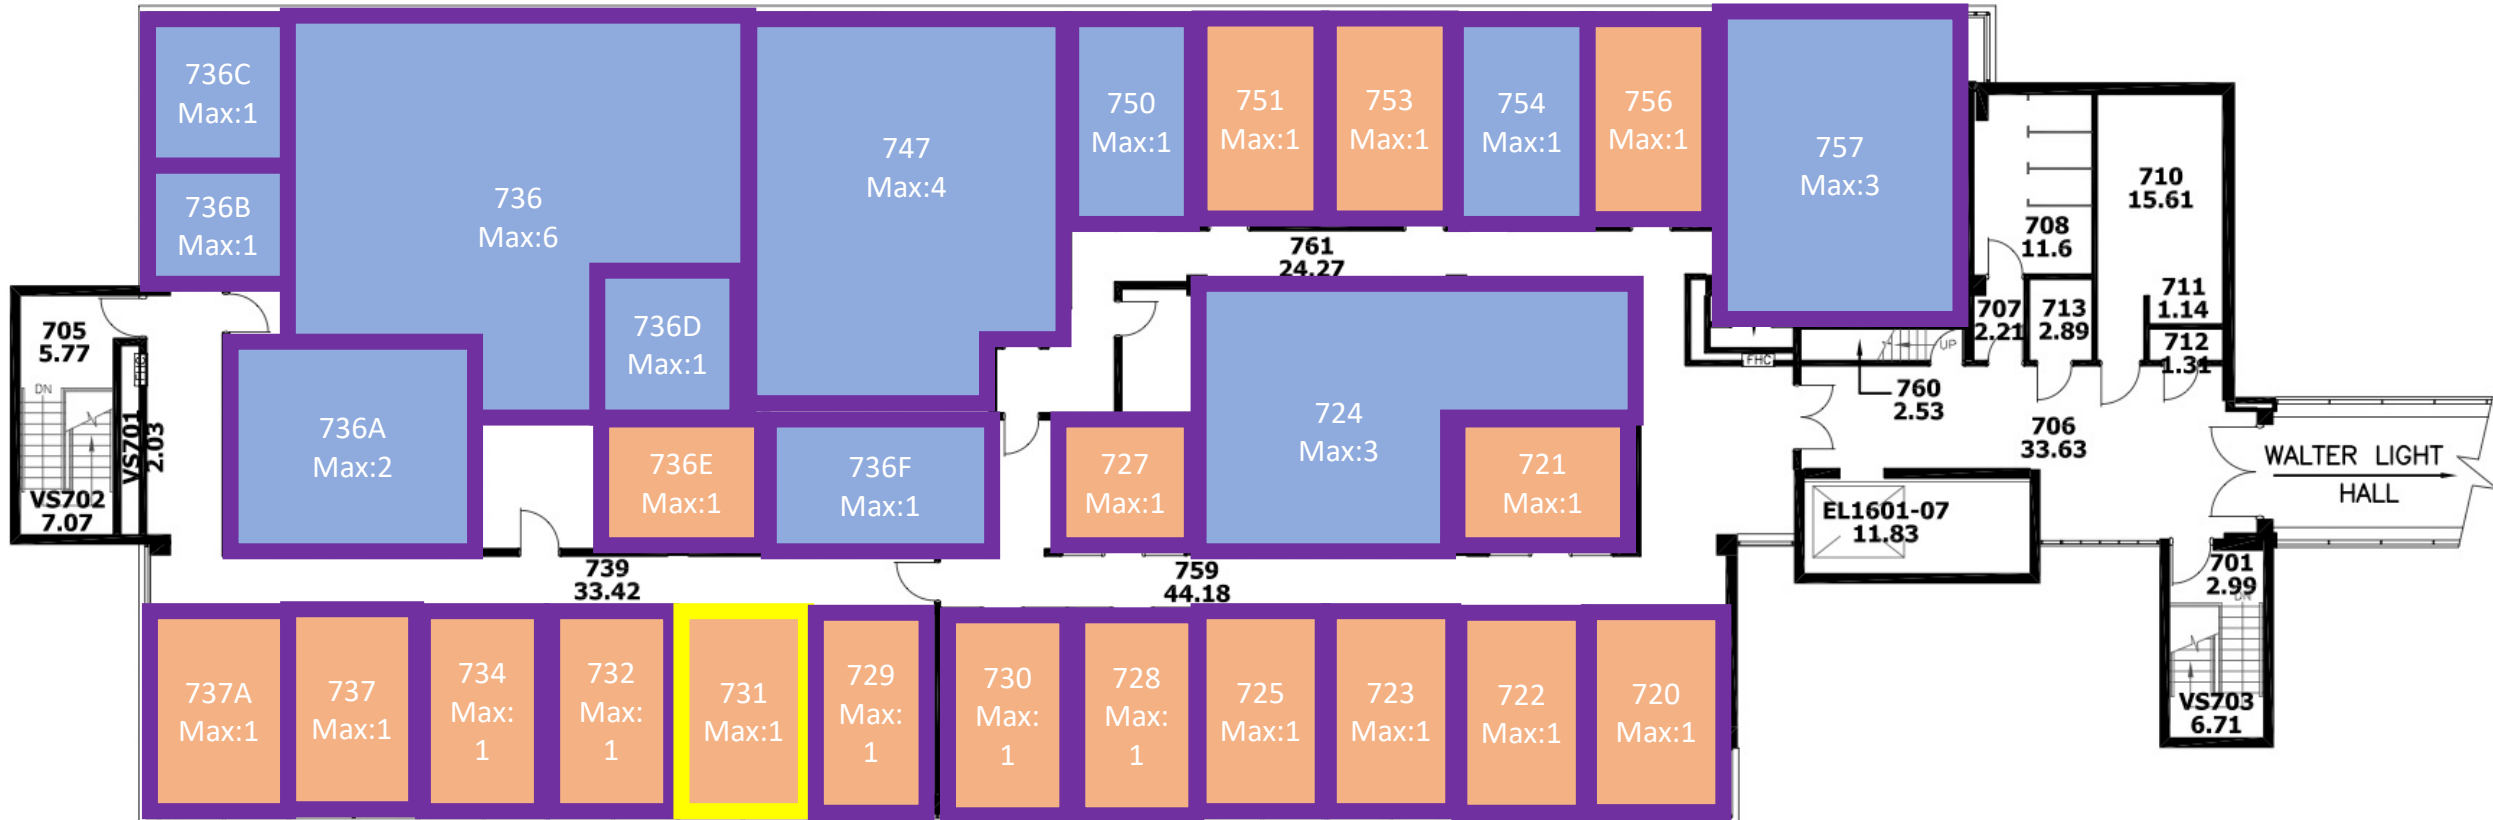 736C
Max:1
736B
Max:1
736
Max:6
747
Max:4
750
Max:1
751
Max:1
753
Max:1
754
Max:1
756
Max:1
757
Max:3
710
15.61
708
11.6
761
24.27
711
1.14
707
2.21
713
2.89
712
1.31
705
5.77
DN
VS701
2.03
VS702
7.07
736A
Max:2
736D
Max:1
736E
Max:1
736F
Max:1
727
Max:1
724
Max:3
721
Max:1
FHC
UP
760
2.53
706
33.63
WALTER LIGHT
HALL
EL1601-07
11.83
739
33.42
759
44.18
701
2.99
DN
VS703
6.71
737A
Max:1
737
Max:1
734
Max:
1
732
Max:
1
731
Max:1
729
Max:
1
730
Max:
1
728
Max:
1
725
Max:1
723
Max:1
722
Max:1
720
Max:1